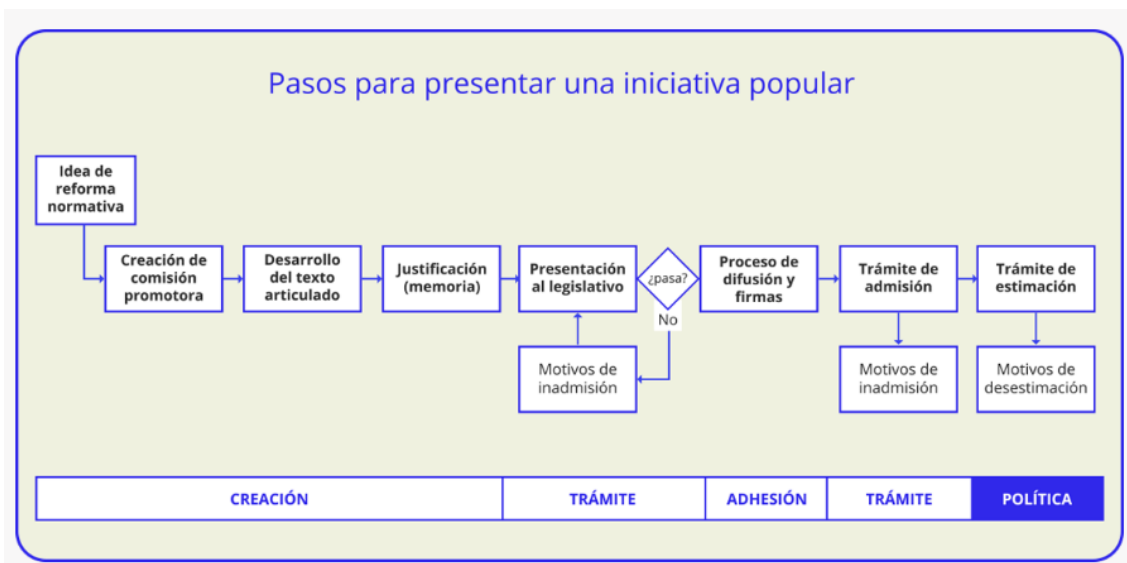 Pasos para presentar una iniciativa popular
Idea de
reforma
normativa
Creación de
comisión
promotora
Desarrollo
del texto
articulado
Justificación
(memoria)
Presentación
al legislativo
¿pasa?
No
Motivos de
inadmisión
Proceso de
difusión y
firmas
Trámite de
admisión
Motivos de
inadmisión
Trámite de
estimación
Motivos de
desestimación
CREACIÓN
TRÁMITE
ADHESIÓN
TRÁMITE
POLÍTICA